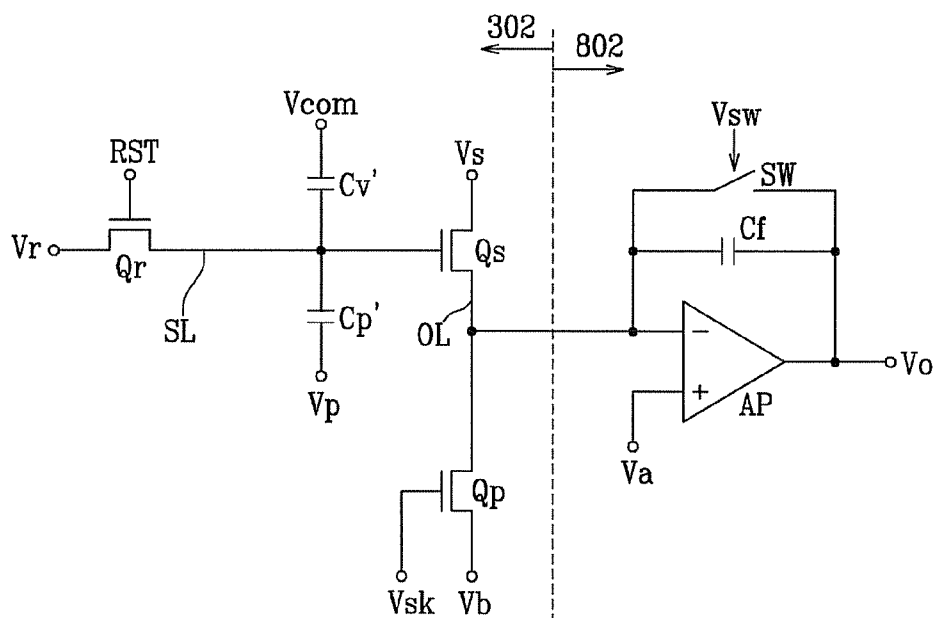 302
802
Vcom
Vsw
RST
Cv'
Vs
SW
Vr
Qr
Qs
Cf
SL
Cp'
OL
−
Vo
Vp
+
AP
Va
Qp
Vsk
Vb